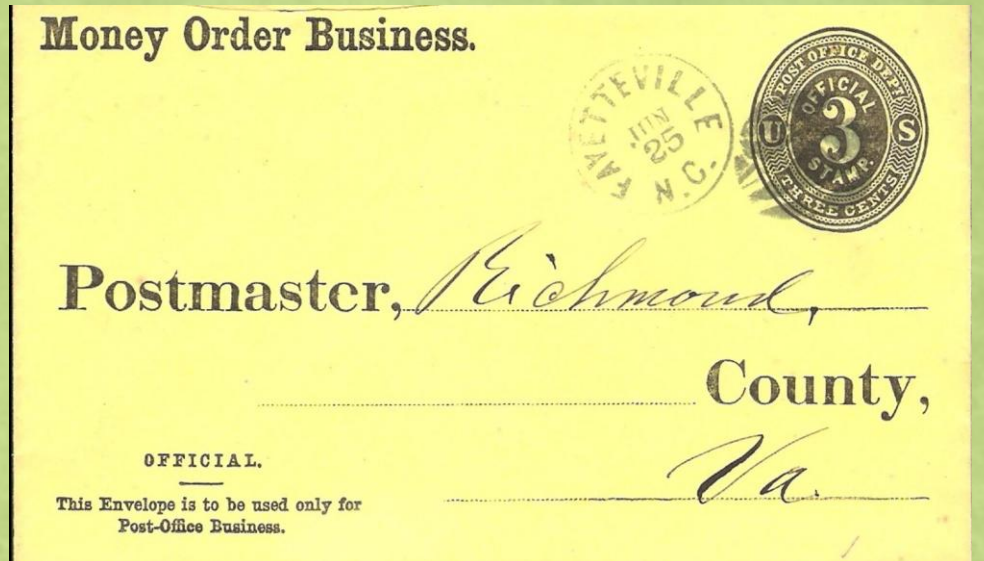 Money Order Business.
FAYETTEVILLE
JUN
25
N.C.
POST OFFICE DEPT.
OFFICIAL
U 3 S
STAMP.
THREE CENTS
Postmaster, Richmond,
County,
Va.
OFFICIAL.
This Envelope is to be used only for
Post-Office Business.